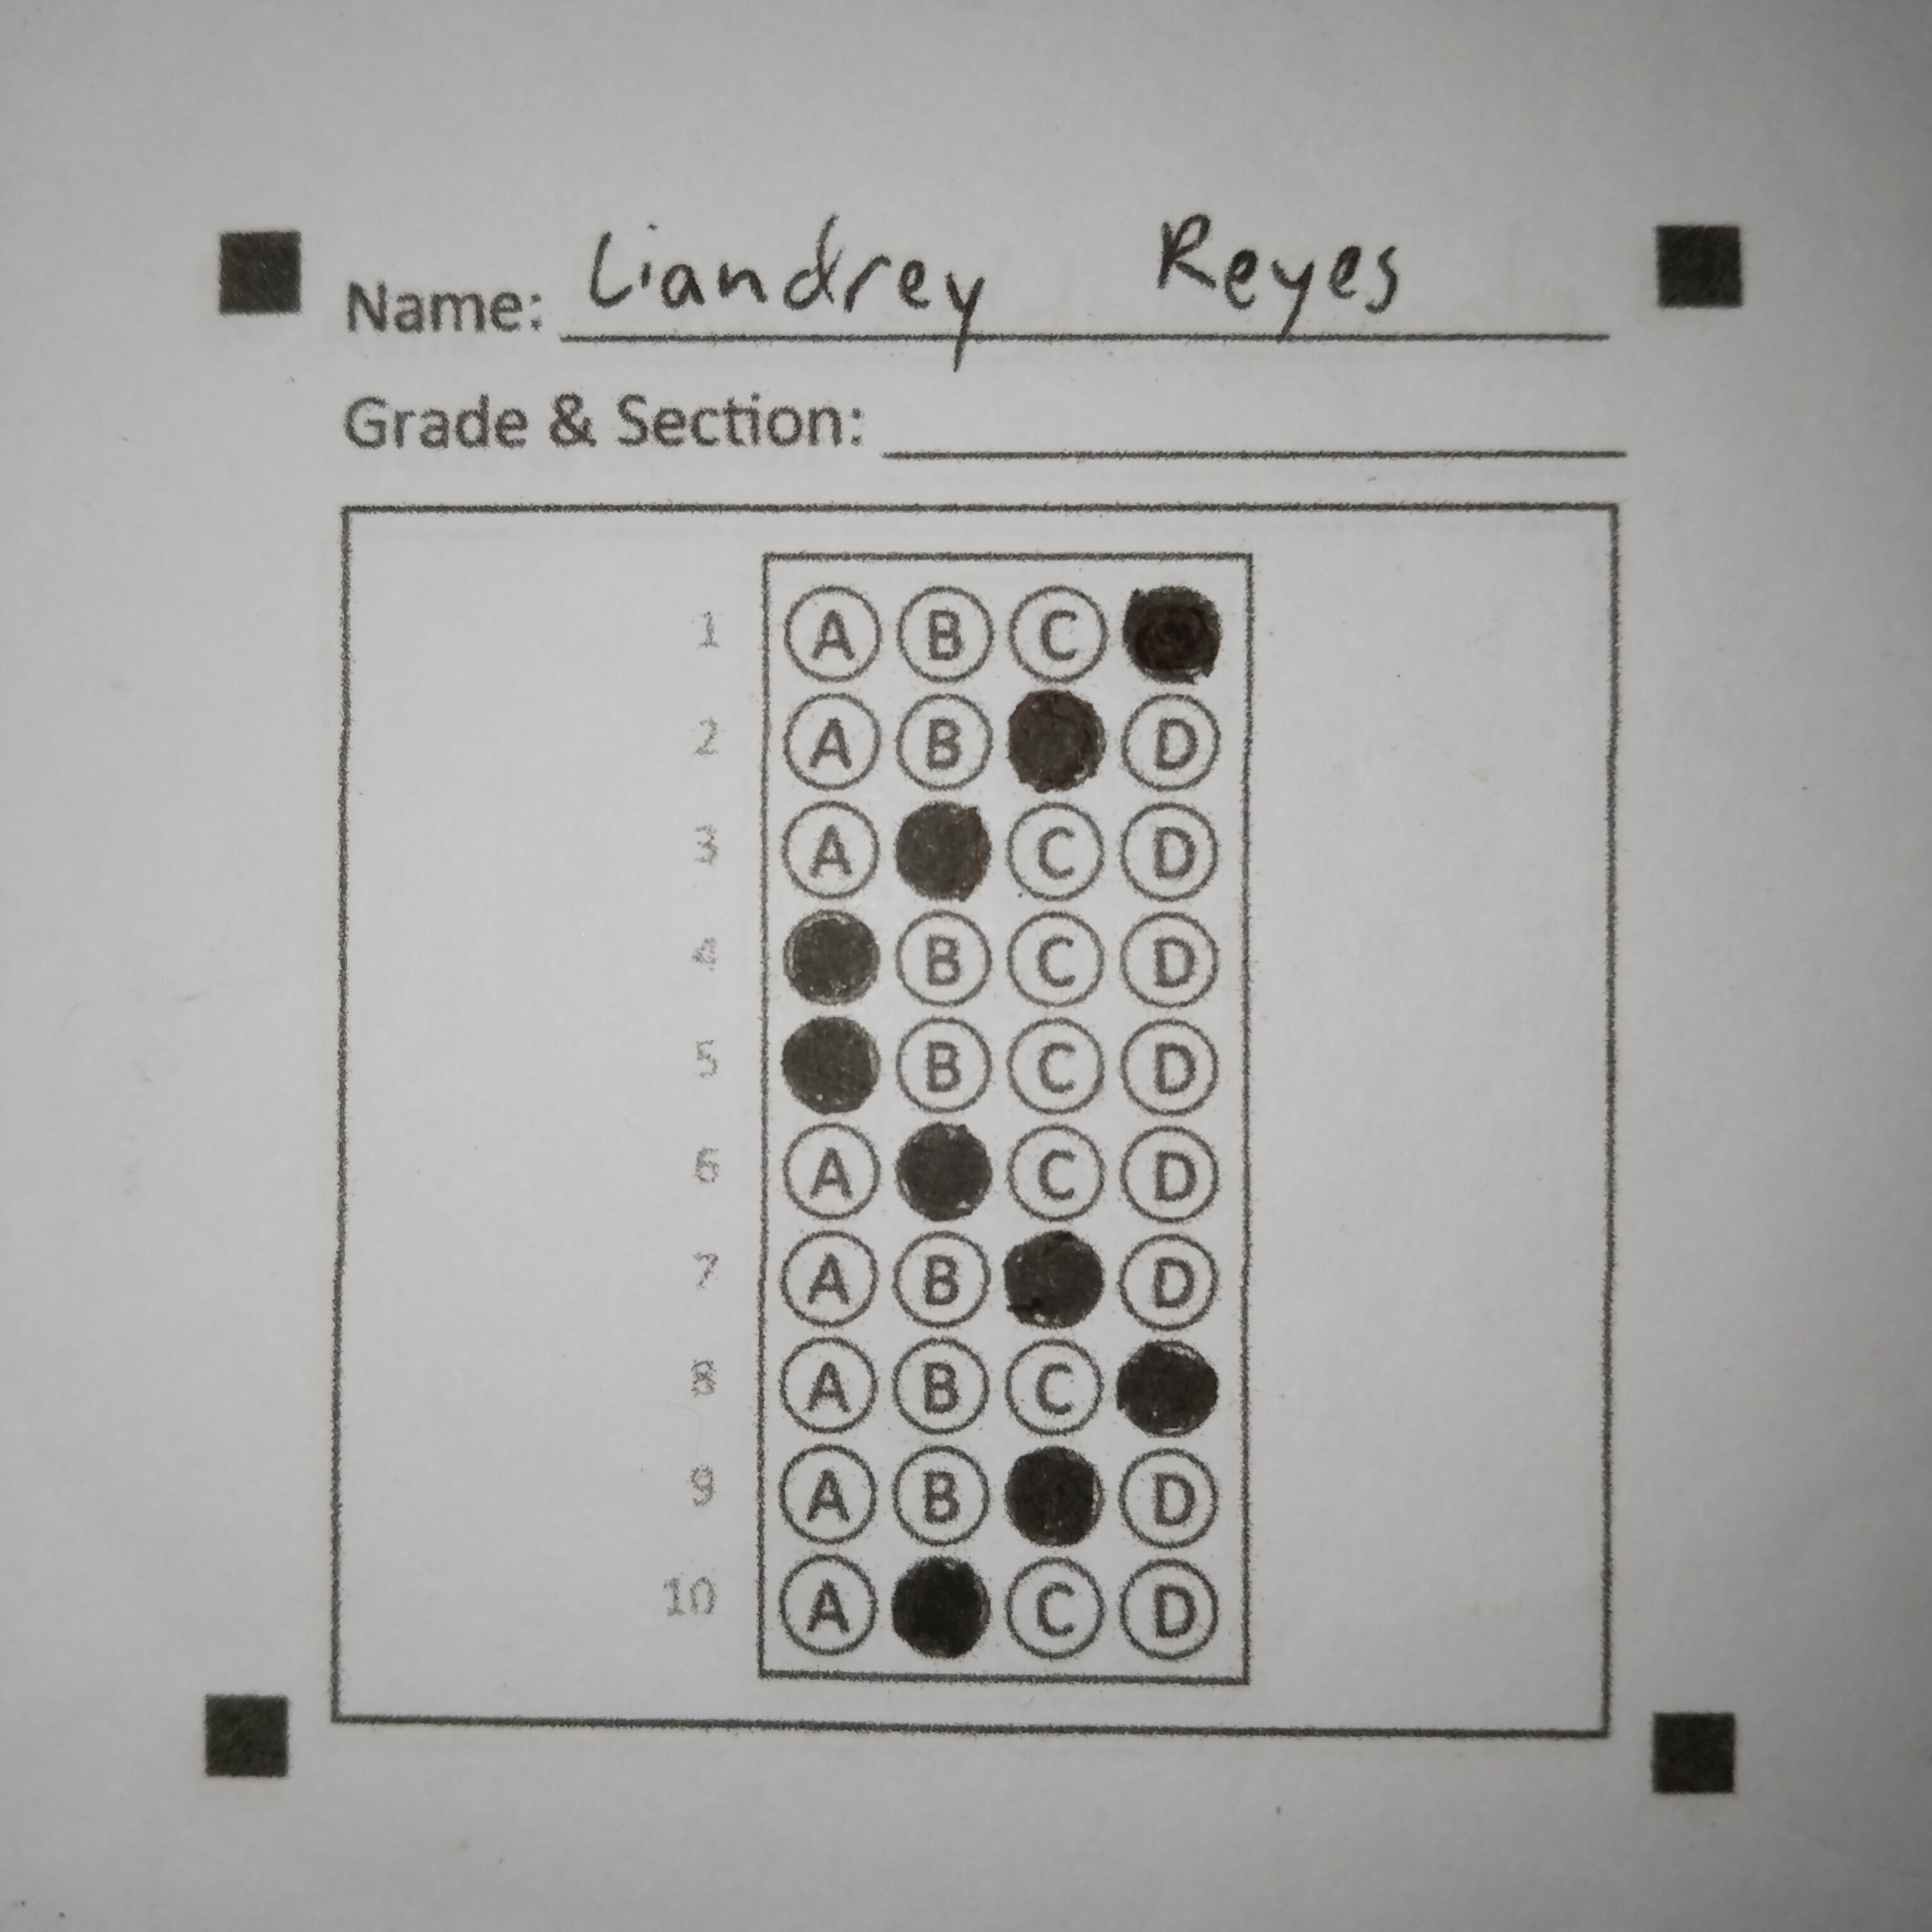 Name: Liandrey Reyes
Grade & Section:
1 A B C
2 A B D
3 A C D
4 B C D
5 B C D
6 A C D
7 A B D
8 A B C
9 A B D
10 A C D